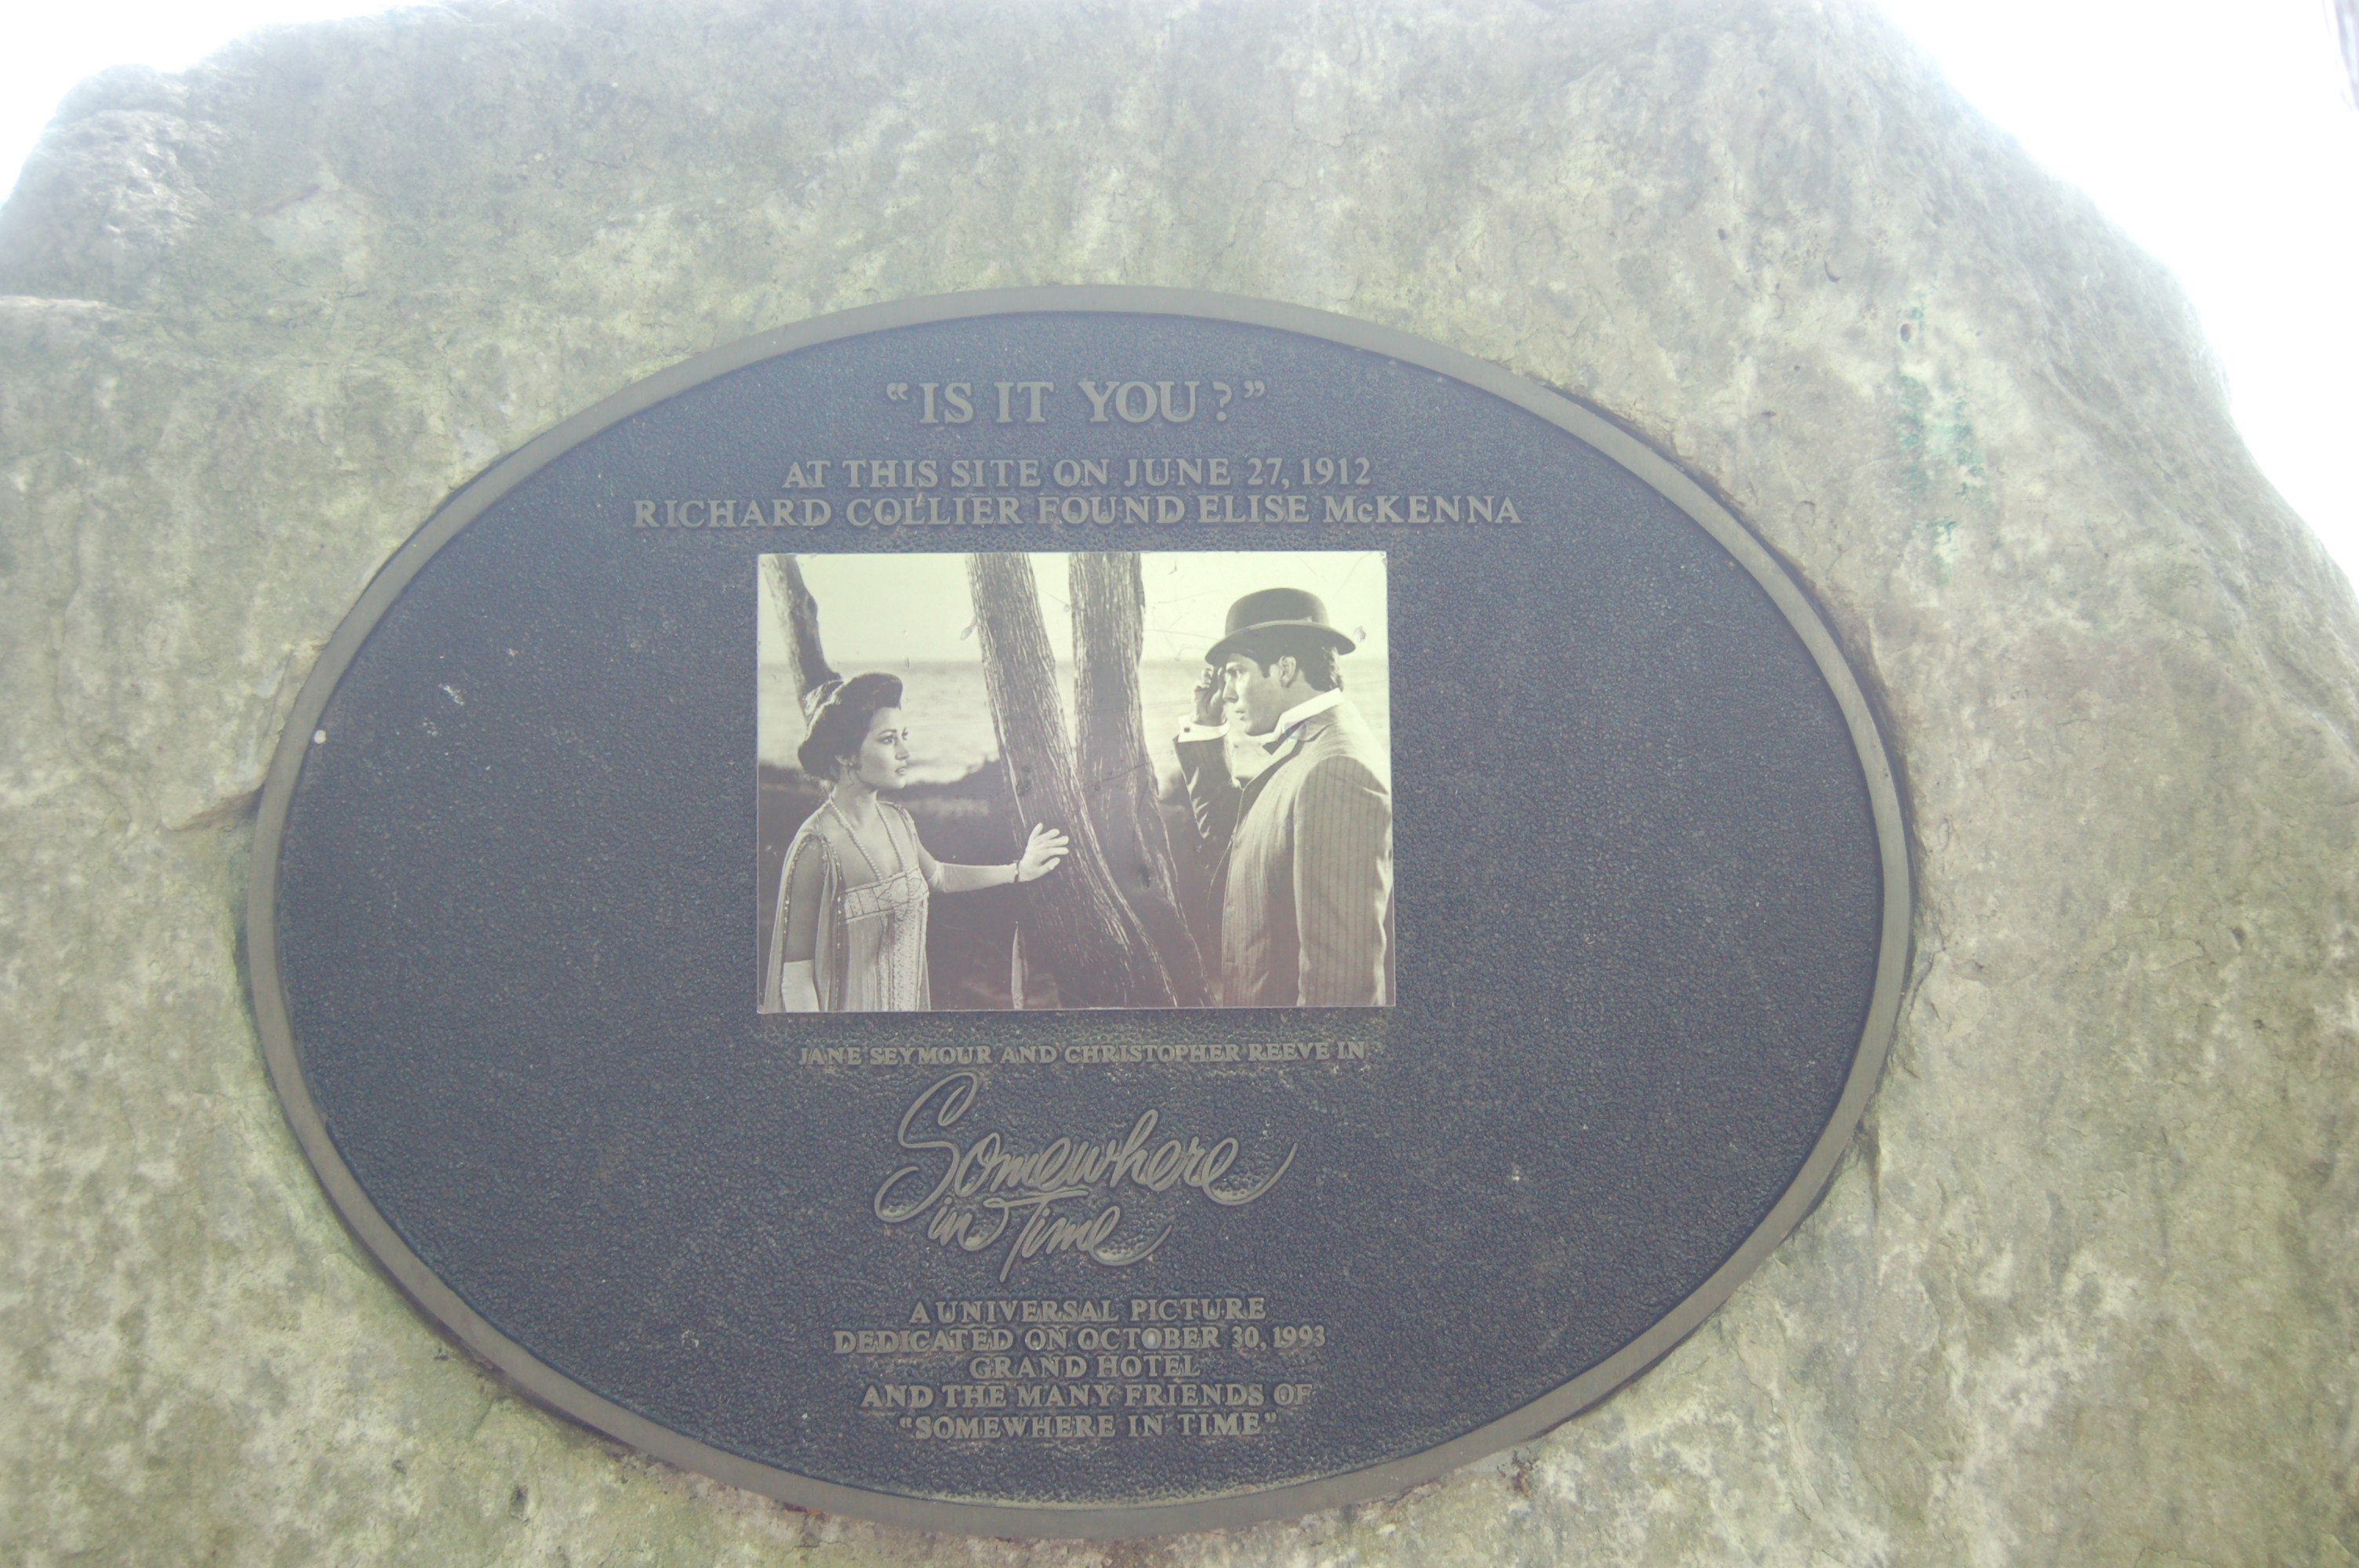 “IS IT YOU?”
AT THIS SITE ON JUNE 27, 1912
RICHARD COLLIER FOUND ELISE McKENNA
JANE SEYMOUR AND CHRISTOPHER REEVE IN
Somewhere
in Time
A UNIVERSAL PICTURE
DEDICATED ON OCTOBER 30, 1993
GRAND HOTEL
AND THE MANY FRIENDS OF
“SOMEWHERE IN TIME”